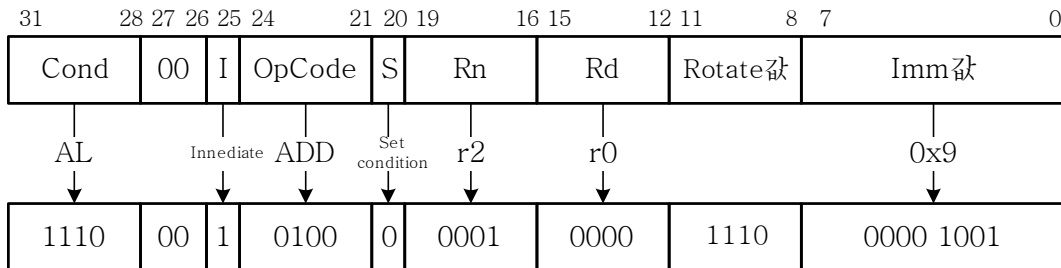 31 28 27 26 25 24 21 20 19 16 15 12 11 8 7 0
Cond 00 I OpCode S Rn Rd Rotate값 Imm값
AL Innediate ADD Set condition r2 r0 0x9
1110 00 1 0100 0 0001 0000 1110 0000 1001